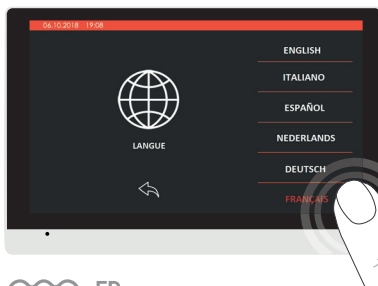 06.10.2018 19:08
ENGLISH
ITALIANO
ESPAÑOL
NEDERLANDS
DEUTSCH
FRANÇAIS
LANGUE
FR